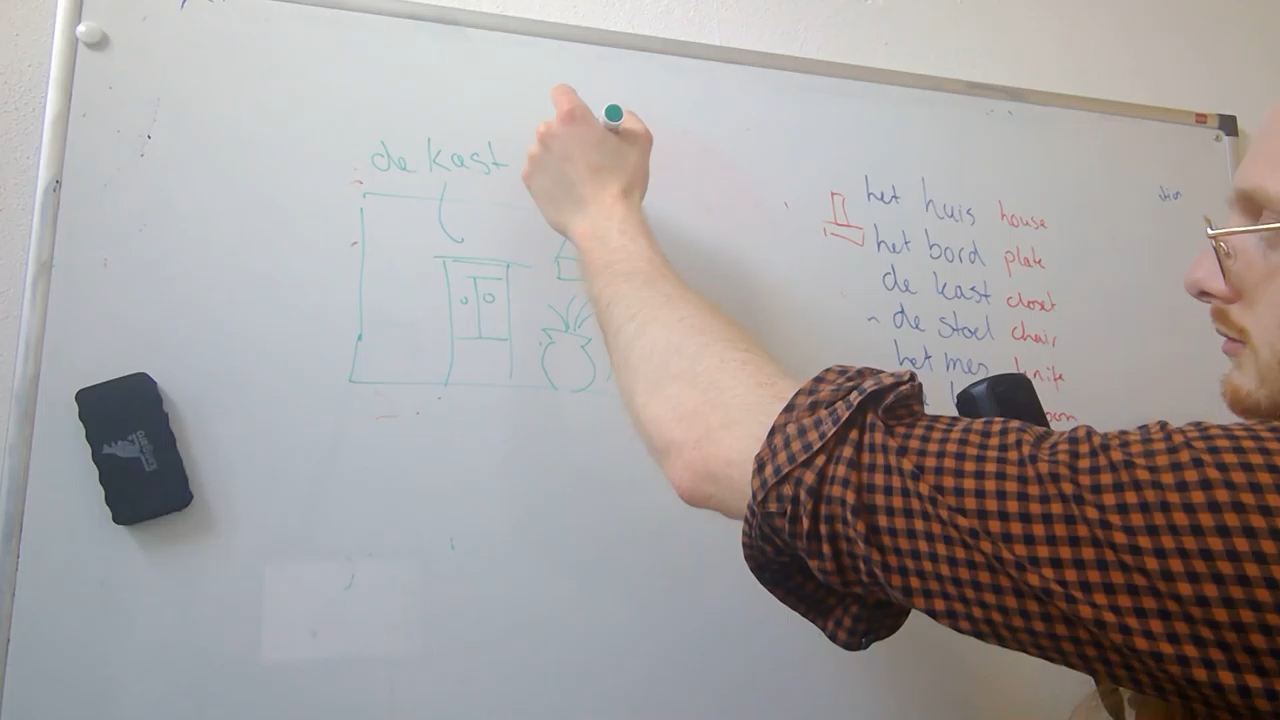 de kast
het huis house
het bord plate
de kast closet
de stoel chair
het mes knife